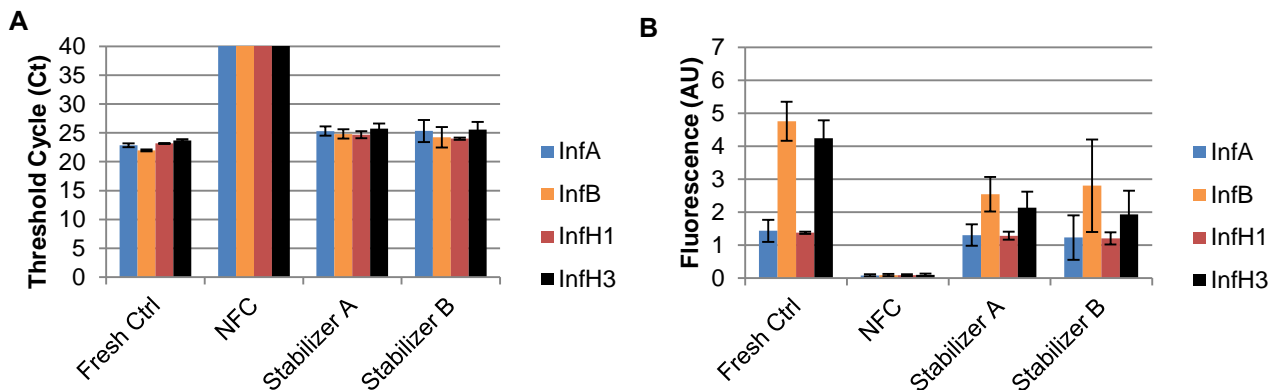 A
Threshold Cycle (Ct)
40
35
30
25
20
15
10
5
0
Fresh Ctrl
NFC
Stabilizer A
Stabilizer B
InfA
InfB
InfH1
InfH3
B
Fluorescence (AU)
7
6
5
4
3
2
1
0
Fresh Ctrl
NFC
Stabilizer A
Stabilizer B
InfA
InfB
InfH1
InfH3